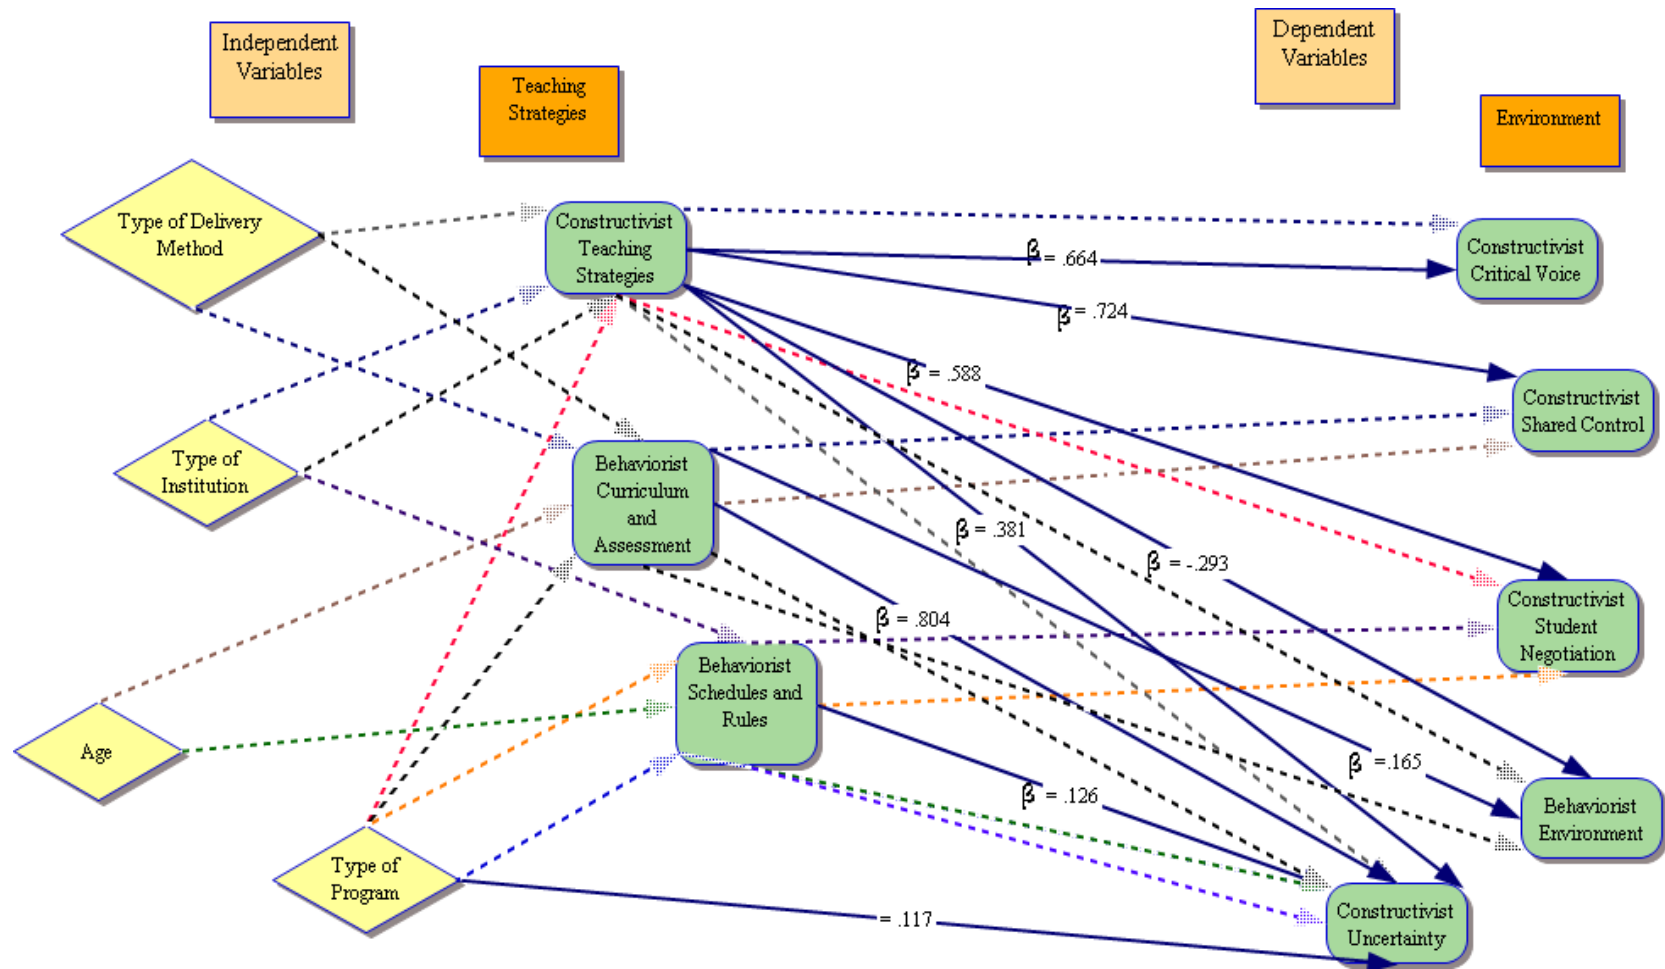 Independent
Variables
Teaching
Strategies
Dependent
Variables
Environment
Type of Delivery
Method
Constructivist
Teaching
Strategies
Constructivist
Critical Voice
β = .664
β = .724
β = .588
Constructivist
Shared Control
Type of
Institution
Behaviorist
Curriculum
and
Assessment
β = .381
β = -.293
β = .804
Constructivist
Student
Negotiation
Behaviorist
Schedules and
Rules
Age
β =.165
β = .126
Behaviorist
Environment
Type of
Program
= .117
Constructivist
Uncertainty